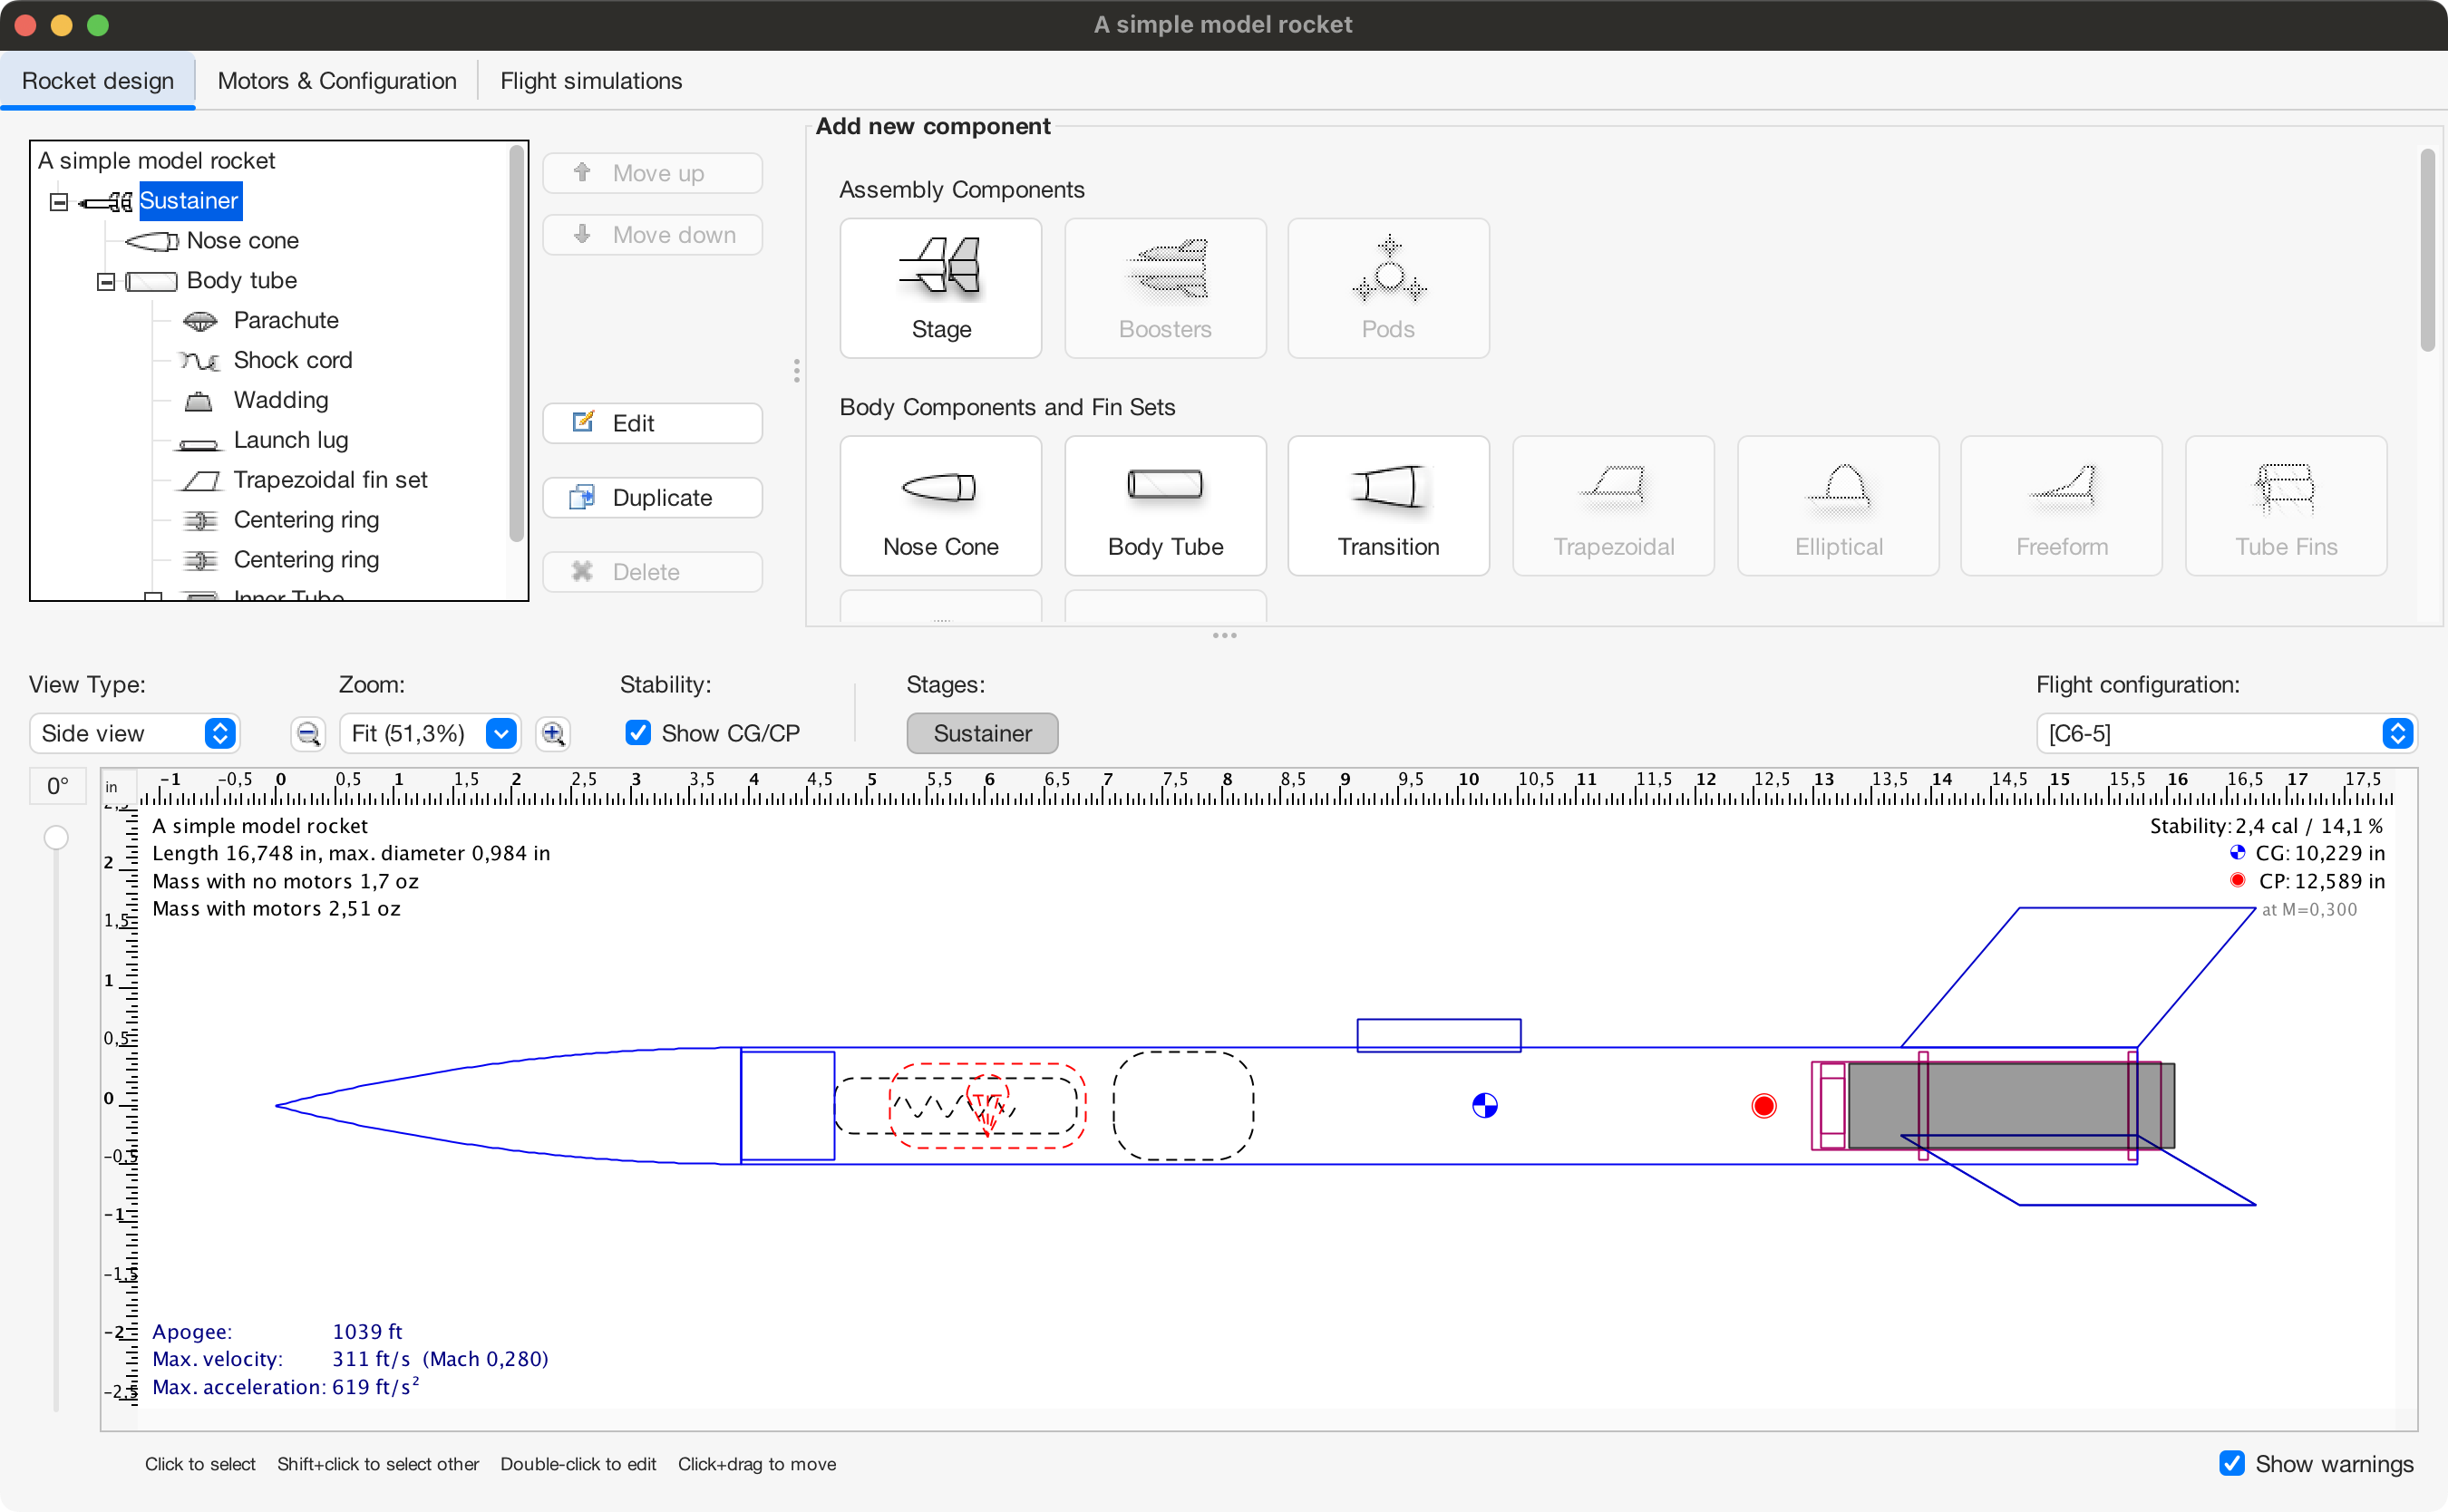 A simple model rocket
Rocket design
Motors & Configuration
Flight simulations
A simple model rocket
Sustainer
Nose cone
Body tube
Parachute
Shock cord
Wadding
Launch lug
Trapezoidal fin set
Centering ring
Centering ring
Inner Tube
Move up
Move down
Edit
Duplicate
Delete
Add new component
Assembly Components
Stage
Boosters
Pods
Body Components and Fin Sets
Nose Cone
Body Tube
Transition
Trapezoidal
Elliptical
Freeform
Tube Fins
View Type:
Side view
Zoom:
Fit (51,3%)
Stability:
Show CG/CP
Stages:
Sustainer
Flight configuration:
[C6-5]
0°
in
-1 -0,5 0 0,5 1 1,5 2 2,5 3 3,5 4 4,5 5 5,5 6 6,5 7 7,5 8 8,5 9 9,5 10 10,5 11 11,5 12 12,5 13 13,5 14 14,5 15 15,5 16 16,5 17 17,5
2
1,5
1
0,5
0
-0,5
-1
-1,5
-2
-2,5
A simple model rocket
Length 16,748 in, max. diameter 0,984 in
Mass with no motors 1,7 oz
Mass with motors 2,51 oz
Stability: 2,4 cal / 14,1 %
CG: 10,229 in
CP: 12,589 in
at M=0,300
Apogee: 1039 ft
Max. velocity: 311 ft/s (Mach 0,280)
Max. acceleration: 619 ft/s²
Click to select Shift+click to select other Double-click to edit Click+drag to move
Show warnings